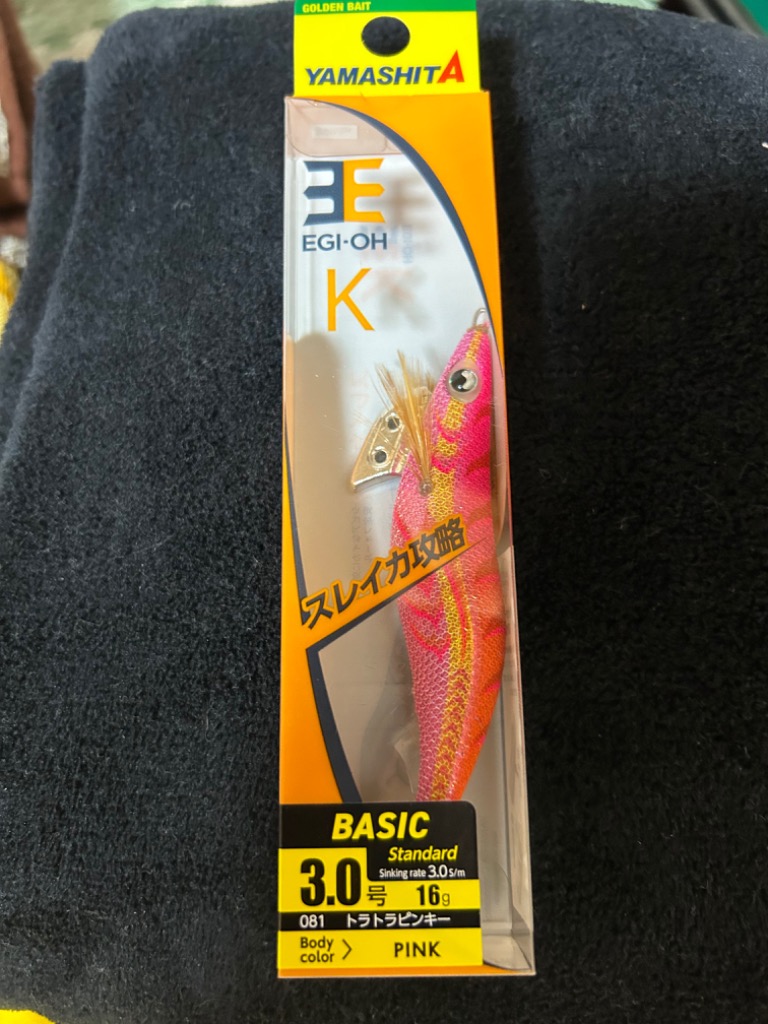 GOLDEN BAIT
YAMASHITA
EGI-OH
K
スレイカ攻略
BASIC
Standard
Sinking rate 3.0 s/m
3.0号 16g
081 トラトラピンキー
Body color > PINK